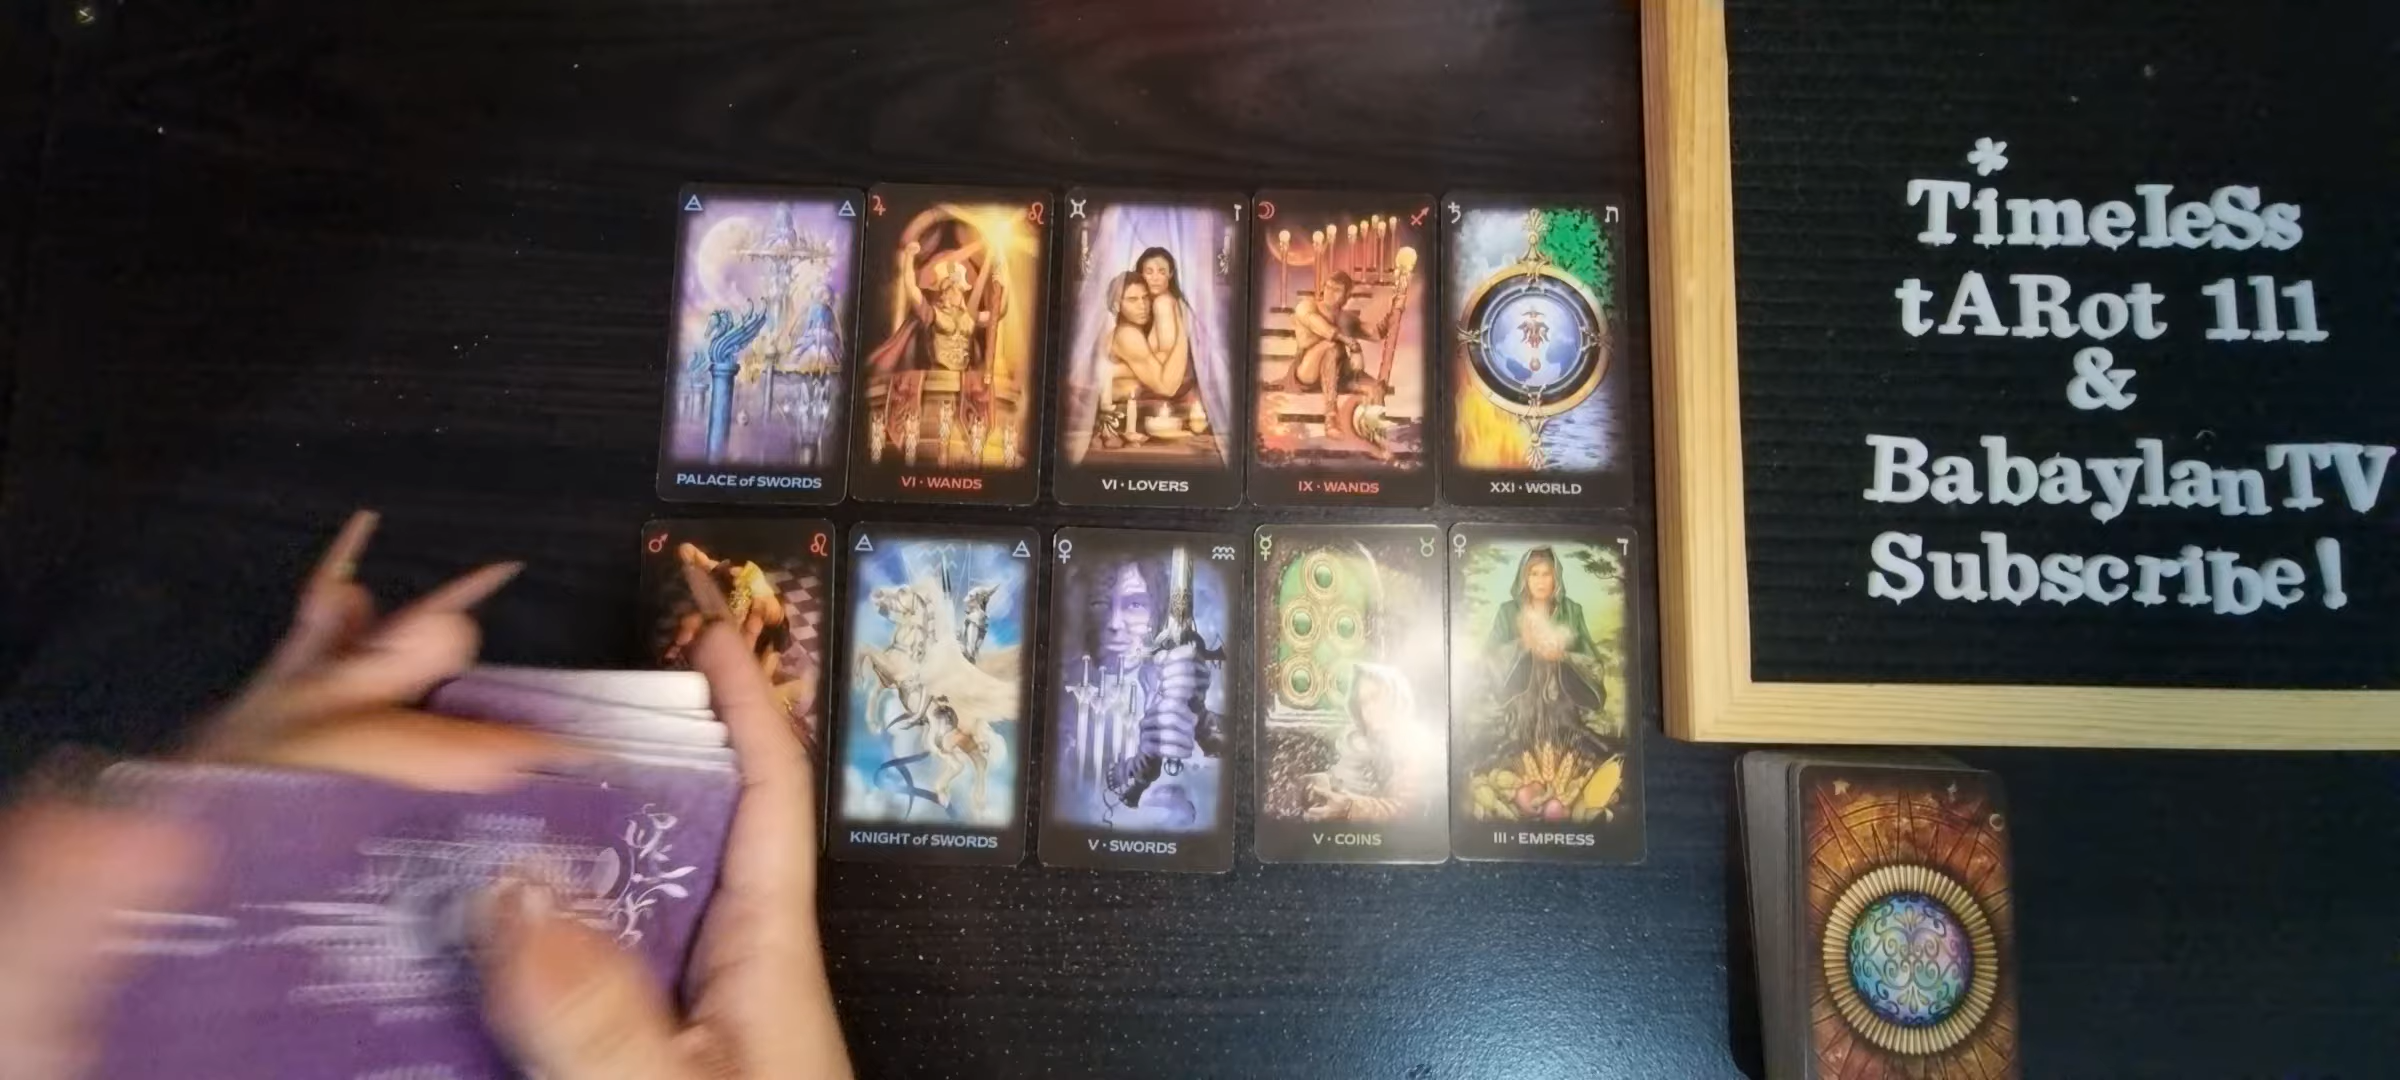 PALACE of SWORDS
VI · WANDS
VI · LOVERS
IX · WANDS
XXI · WORLD
KNIGHT of SWORDS
V · SWORDS
V · COINS
III · EMPRESS
TimeleSs
tARot 111
&
BabaylanTV
Subscribe!